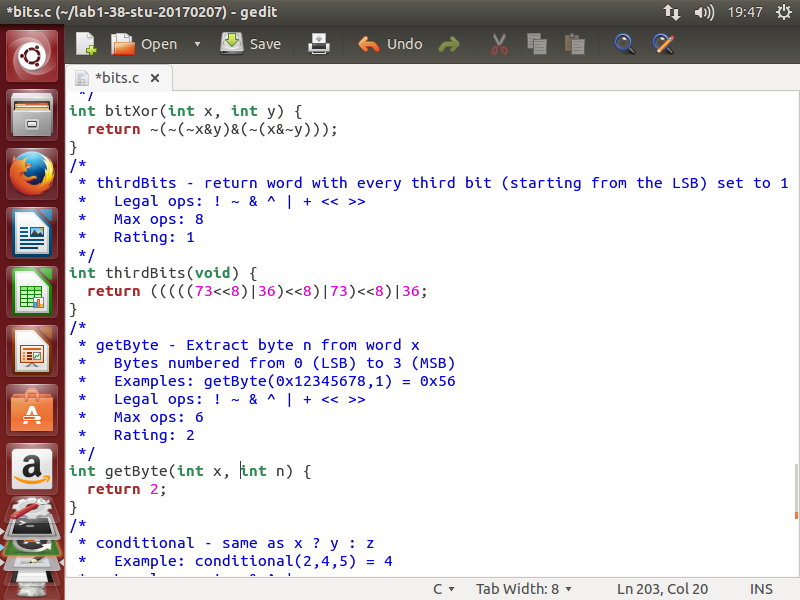 *bits.c (~/lab1-38-stu-20170207) - gedit
19:47
Open
Save
Undo
*bits.c ×
*/
int bitXor(int x, int y) {
  return ~(~(~x&y)&(~(x&~y)));
}
/*
 * thirdBits - return word with every third bit (starting from the LSB) set to 1
 *   Legal ops: ! ~ & ^ | + << >>
 *   Max ops: 8
 *   Rating: 1
 */
int thirdBits(void) {
  return (((((73<<8)|36)<<8)|73)<<8)|36;
}
/*
 * getByte - Extract byte n from word x
 *   Bytes numbered from 0 (LSB) to 3 (MSB)
 *   Examples: getByte(0x12345678,1) = 0x56
 *   Legal ops: ! ~ & ^ | + << >>
 *   Max ops: 6
 *   Rating: 2
 */
int getByte(int x, int n) {
  return 2;
}
/*
 * conditional - same as x ? y : z
 *   Example: conditional(2,4,5) = 4
C
Tab Width: 8
Ln 203, Col 20
INS